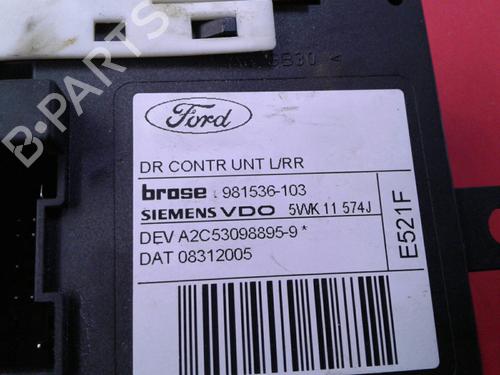 B-PARTS
GB30 <
Ford
DR CONTR UNT L/RR
brose 981536-103
SIEMENS VDO 5WK 11 574J
DEV A2C53098895-9 *
DAT 08312005
E521F